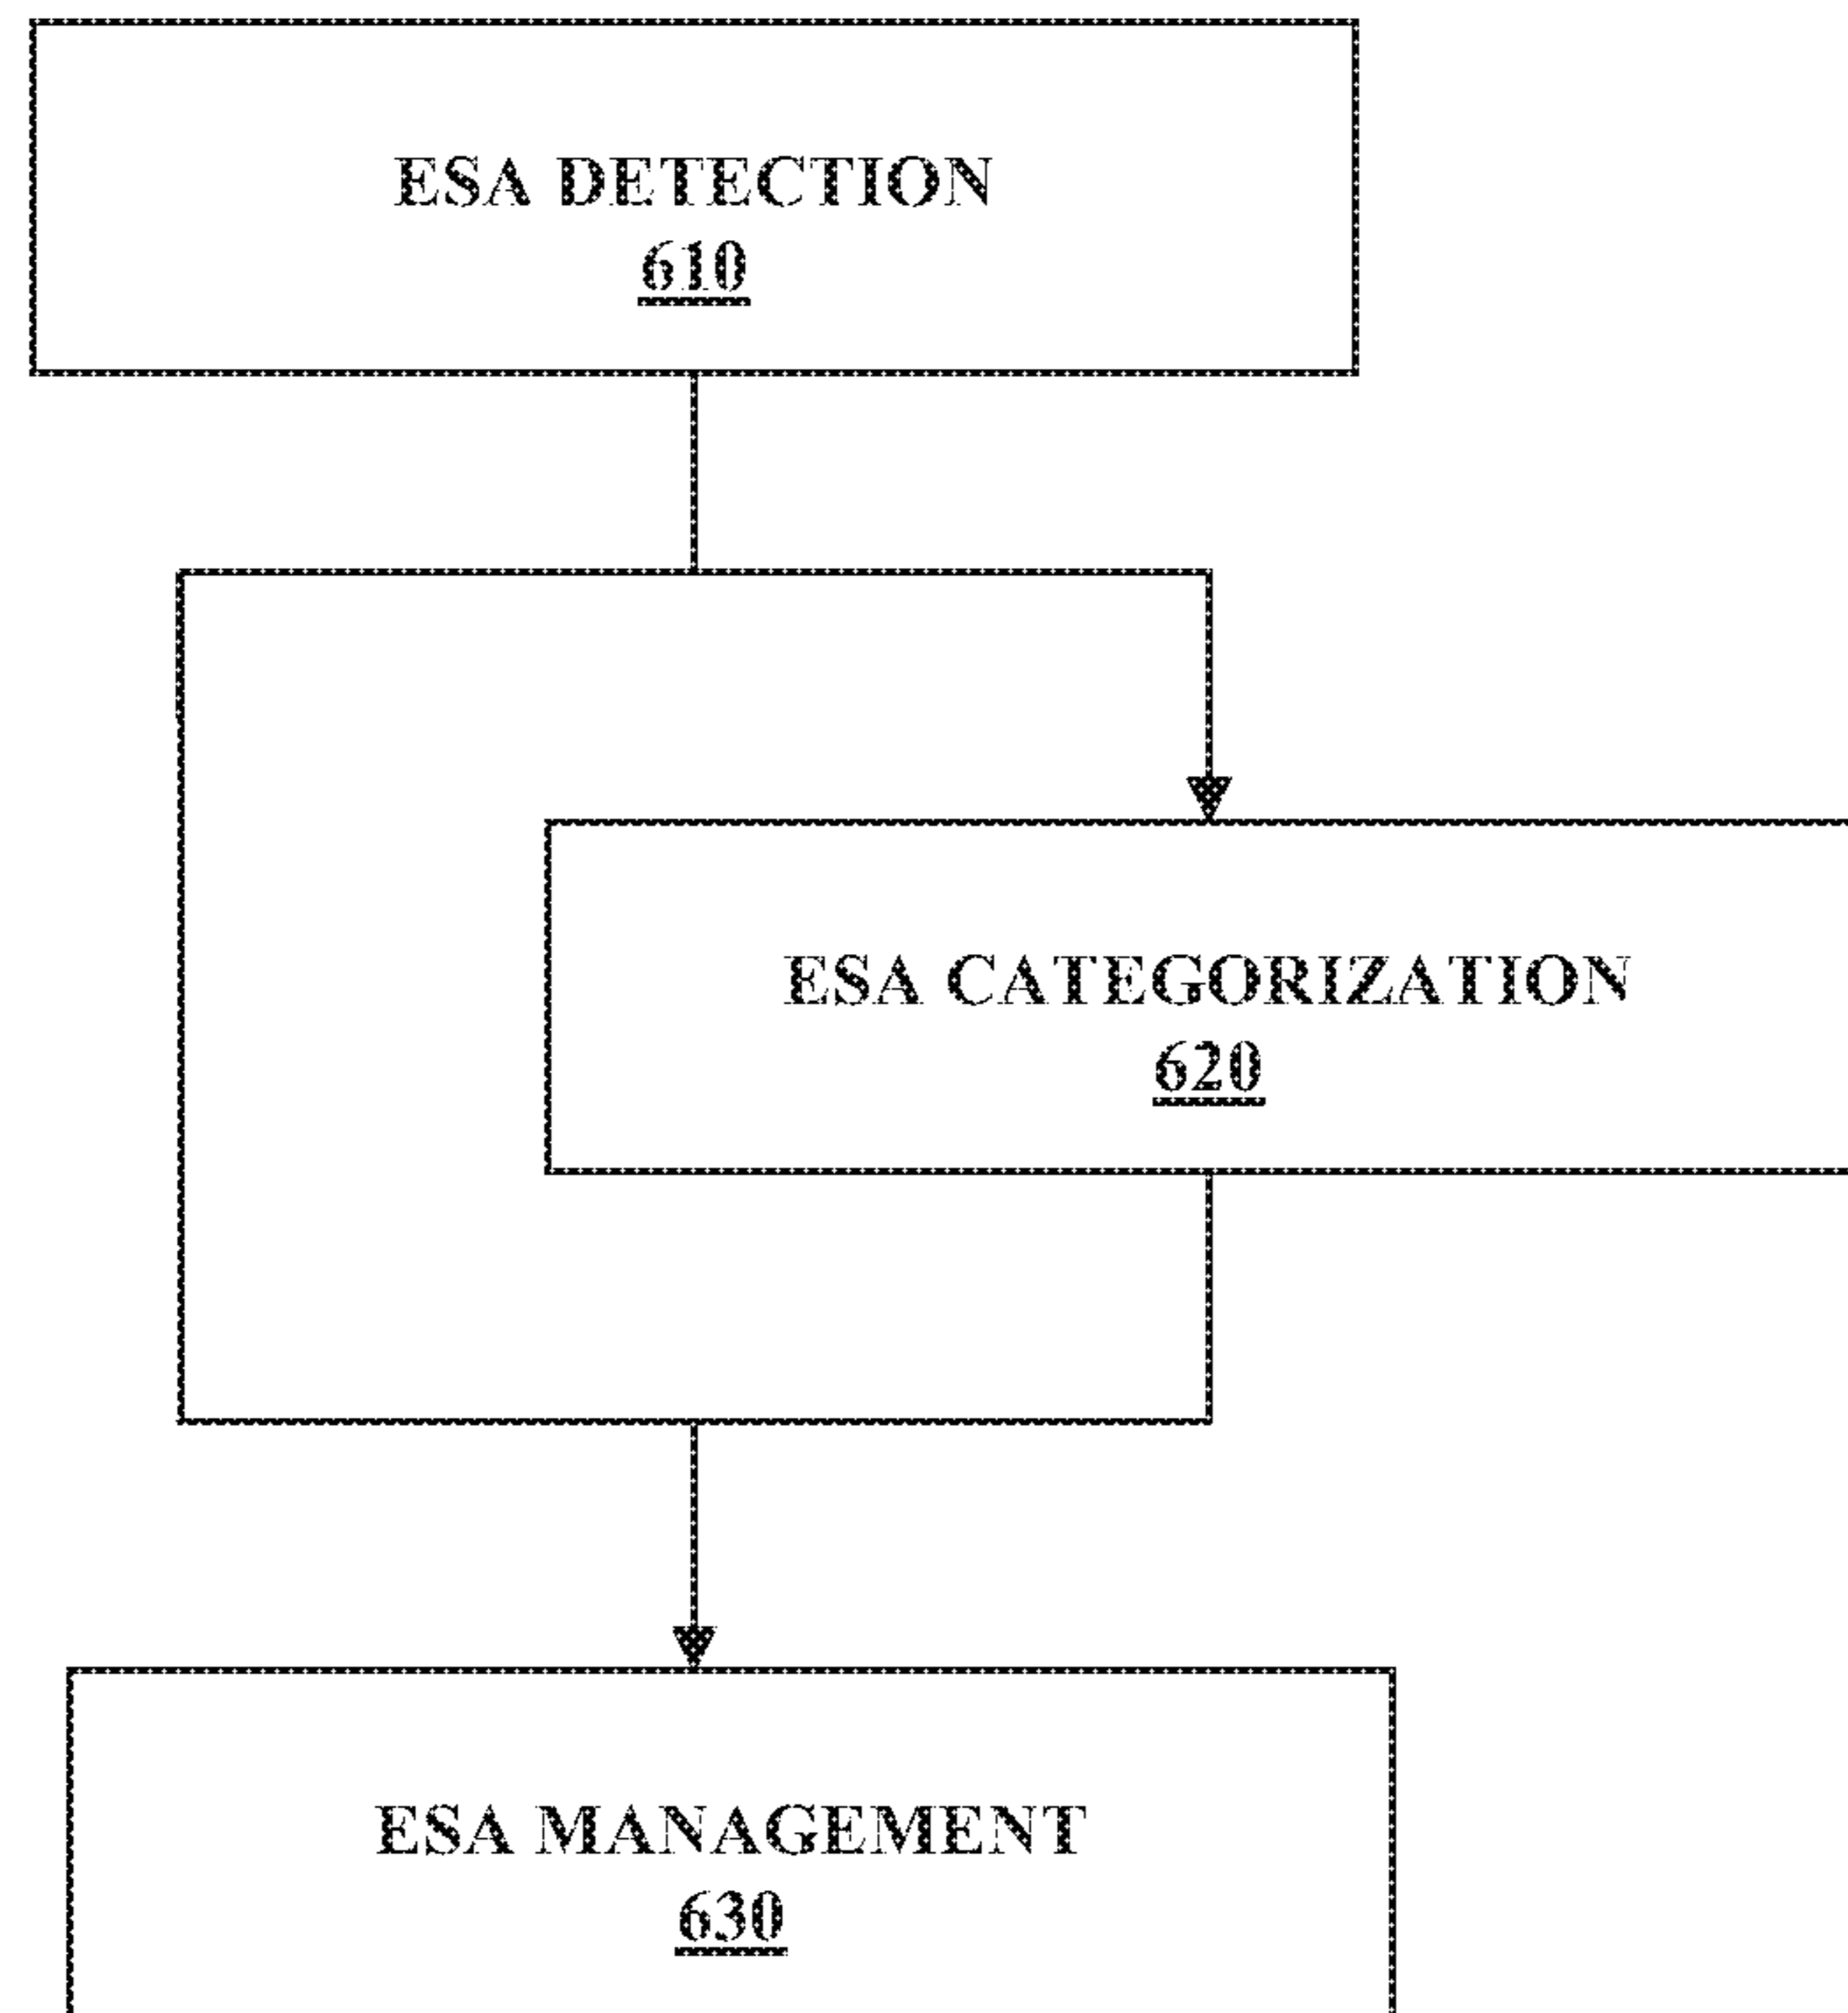 ESA DETECTION
610
ESA CATEGORIZATION
620
ESA MANAGEMENT
630